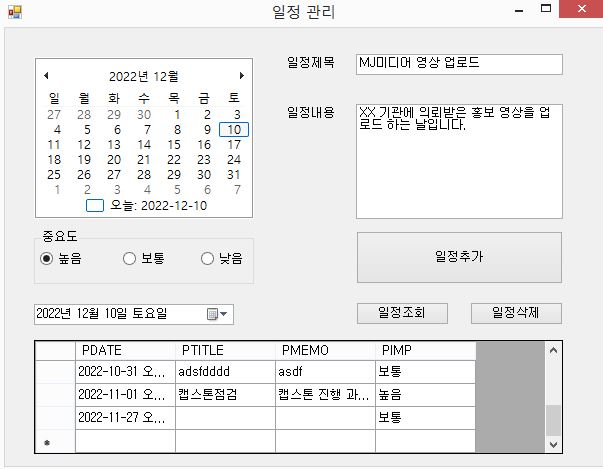 일정 관리
2022년 12월
일 월 화 수 목 금 토
27 28 29 30 1 2 3
4 5 6 7 8 9 10
11 12 13 14 15 16 17
18 19 20 21 22 23 24
25 26 27 28 29 30 31
1 2 3 4 5 6 7
오늘: 2022-12-10
일정제목
MJ미디어 영상 업로드
일정내용
XX 기관에 의뢰받은 홍보 영상을 업
로드 하는 날입니다.
중요도
높음 보통 낮음
일정추가
2022년 12월 10일 토요일
일정조회 일정삭제
PDATE PTITLE PMEMO PIMP
2022-10-31 오... adsfdddd asdf 보통
2022-11-01 오... 캡스톤점검 캡스톤 진행 과... 높음
2022-11-27 오... 보통
*